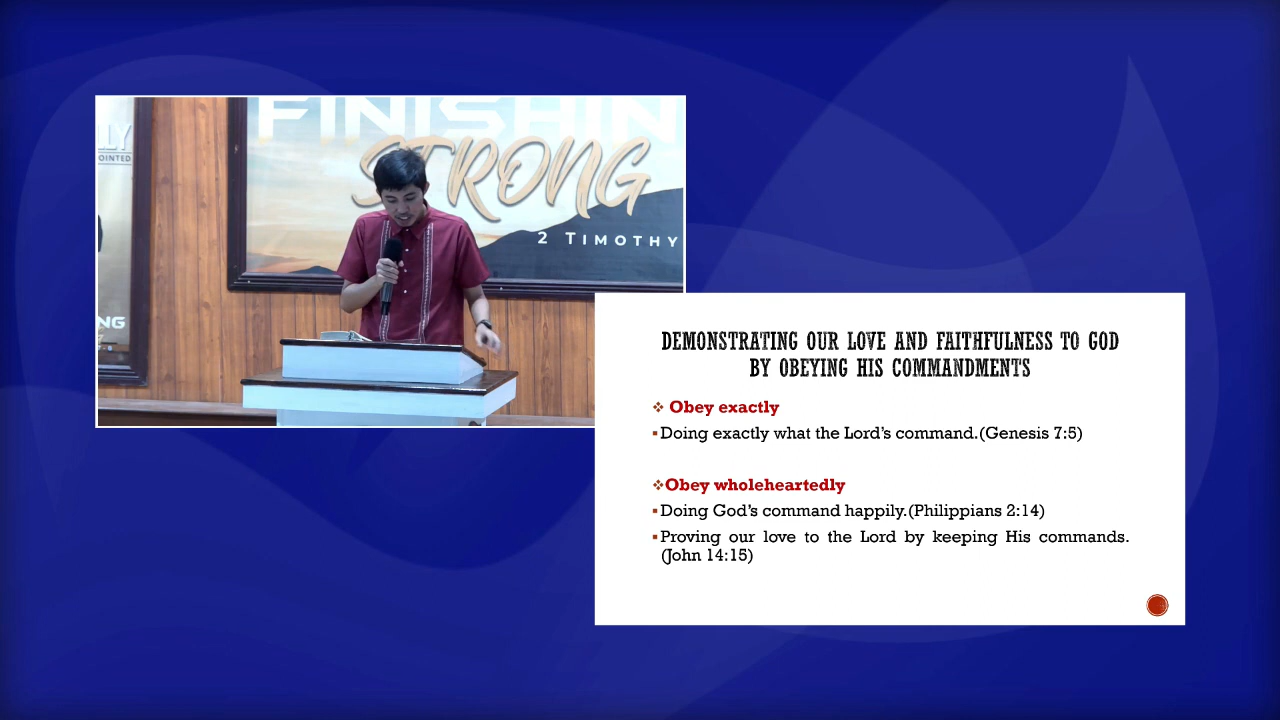 LLY
OINTED
NG
FINISHIN
STRONG
2 TIMOTHY
DEMONSTRATING OUR LOVE AND FAITHFULNESS TO GOD
BY OBEYING HIS COMMANDMENTS
❖ Obey exactly
▪Doing exactly what the Lord's command.(Genesis 7:5)
❖Obey wholeheartedly
▪Doing God's command happily.(Philippians 2:14)
▪Proving our love to the Lord by keeping His commands.
(John 14:15)